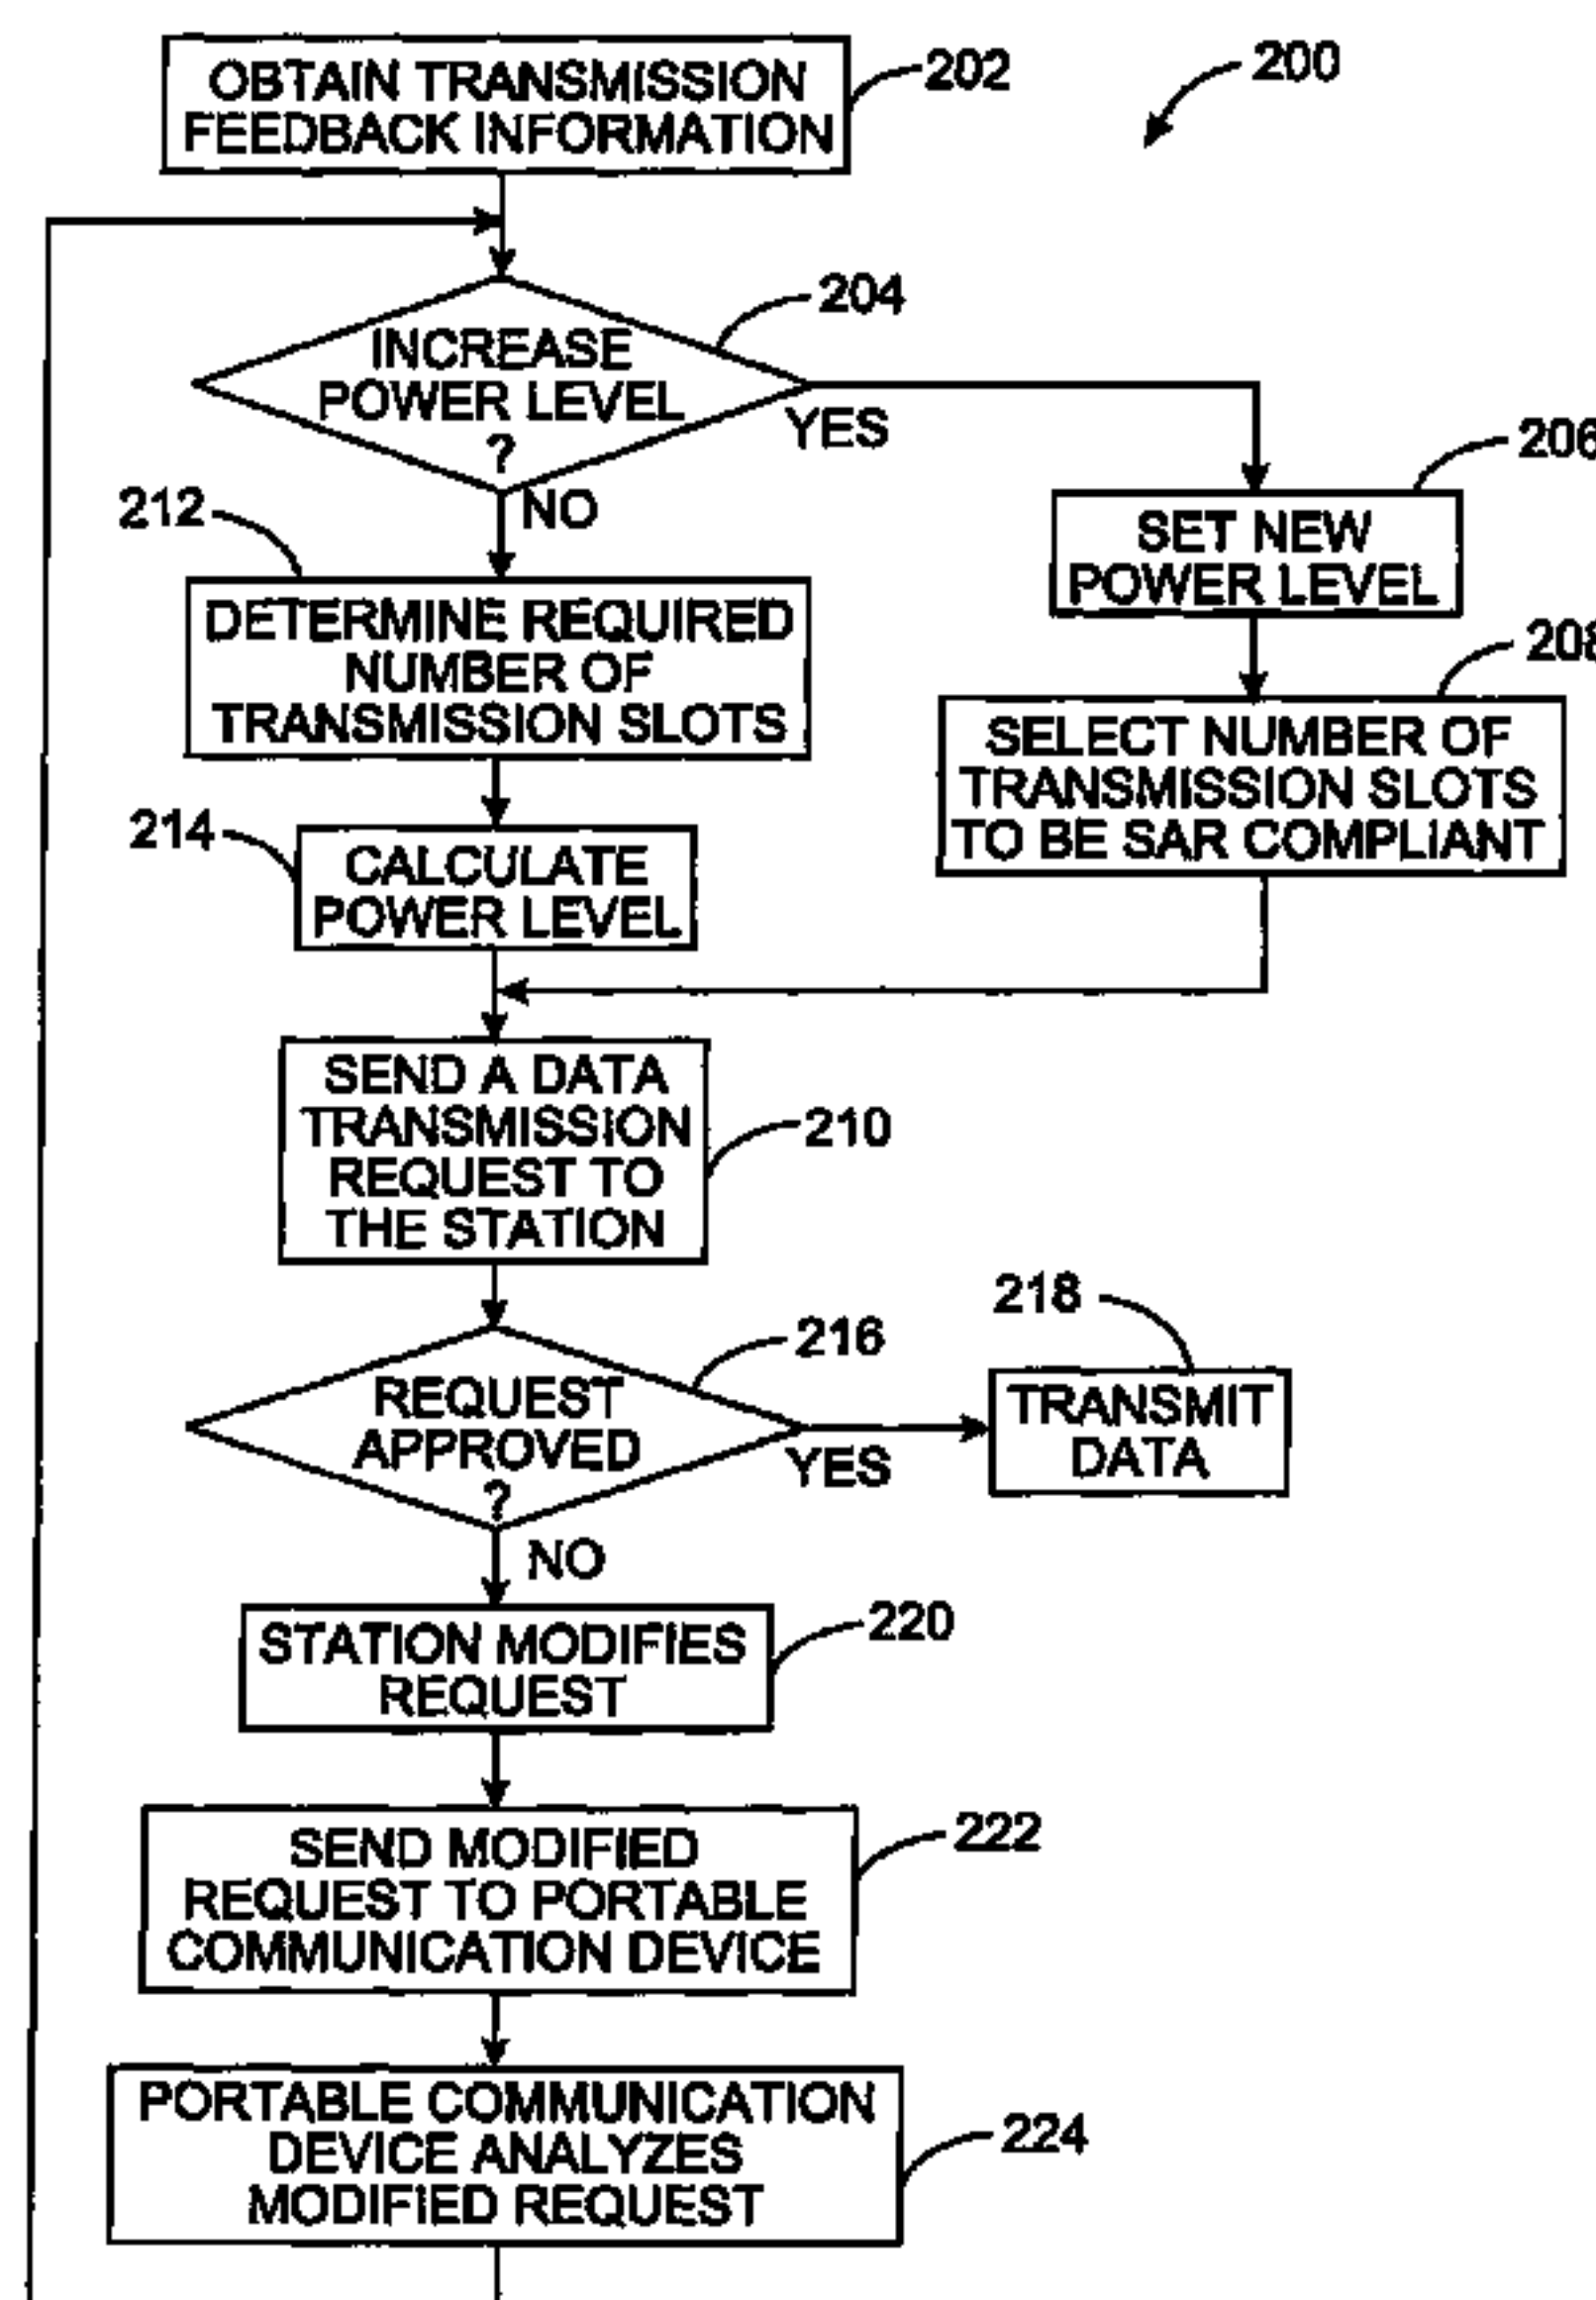 OBTAIN TRANSMISSION
FEEDBACK INFORMATION
202
200
INCREASE
POWER LEVEL
?
204
YES
NO
206
SET NEW
POWER LEVEL
212
DETERMINE REQUIRED
NUMBER OF
TRANSMISSION SLOTS
208
SELECT NUMBER OF
TRANSMISSION SLOTS
TO BE SAR COMPLIANT
214
CALCULATE
POWER LEVEL
SEND A DATA
TRANSMISSION
REQUEST TO
THE STATION
210
REQUEST
APPROVED
?
216
YES
NO
218
TRANSMIT
DATA
STATION MODIFIES
REQUEST
220
SEND MODIFIED
REQUEST TO PORTABLE
COMMUNICATION DEVICE
222
PORTABLE COMMUNICATION
DEVICE ANALYZES
MODIFIED REQUEST
224